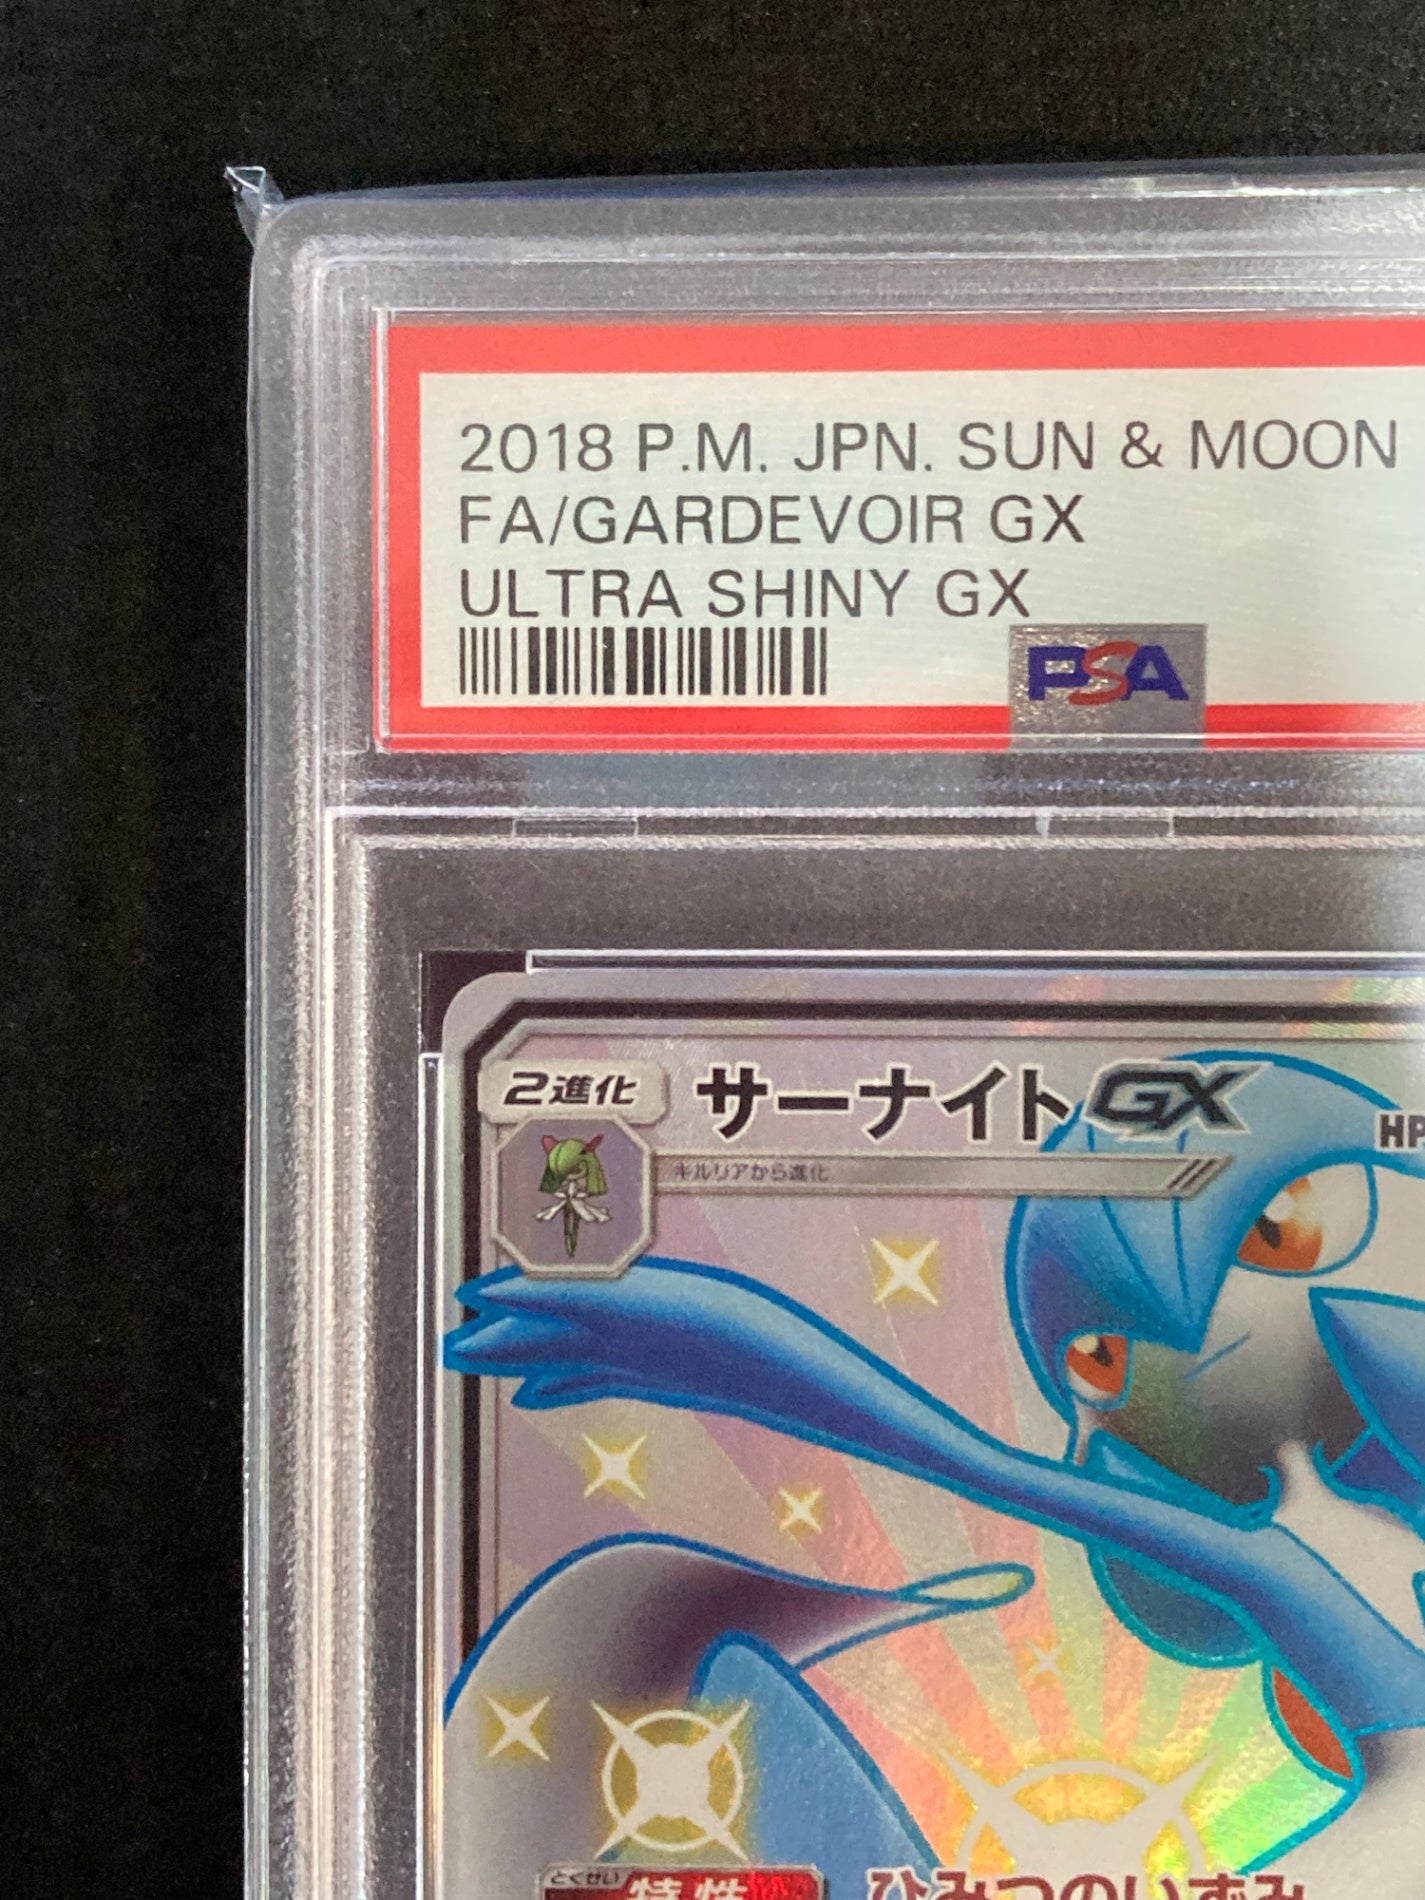 2018 P.M. JPN. SUN & MOON
FA/GARDEVOIR GX
ULTRA SHINY GX
PSA
2進化
サーナイトGX
HP
キルリアから進化
とくせい
特性
ひみつのいずみ